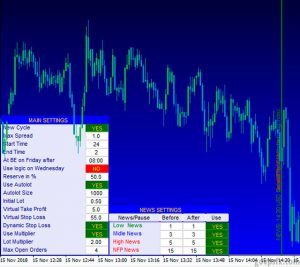 MAIN SETTINGS
New Cycle YES
Max Spread 1.0
Start Time 24
End Time 2
At BE on Friday after 08:00
Use logic on Wednesday NO
Reserve in % 50.0
Use Autolot YES
Autolot Size 1000
Initial Lot 0.50
Virtual Take Profit 5.0
Virtual Stop Loss 55.0
Dynamic Stop Loss YES
Use Multiplier YES
Lot Multiplier 2.00
Max Open Orders 4
NEWS SETTINGS
News/Pause Before After Use
Low News 1 1 YES
Midle News 3 3 YES
High News 5 5 YES
NFP News 15 15 YES
15 Nov 2018 15 Nov 12:44 15 Nov 13:00 15 Nov 13:16 15 Nov 13:32 15 Nov 13:48 15 Nov 14:04 15 Nov 14:20